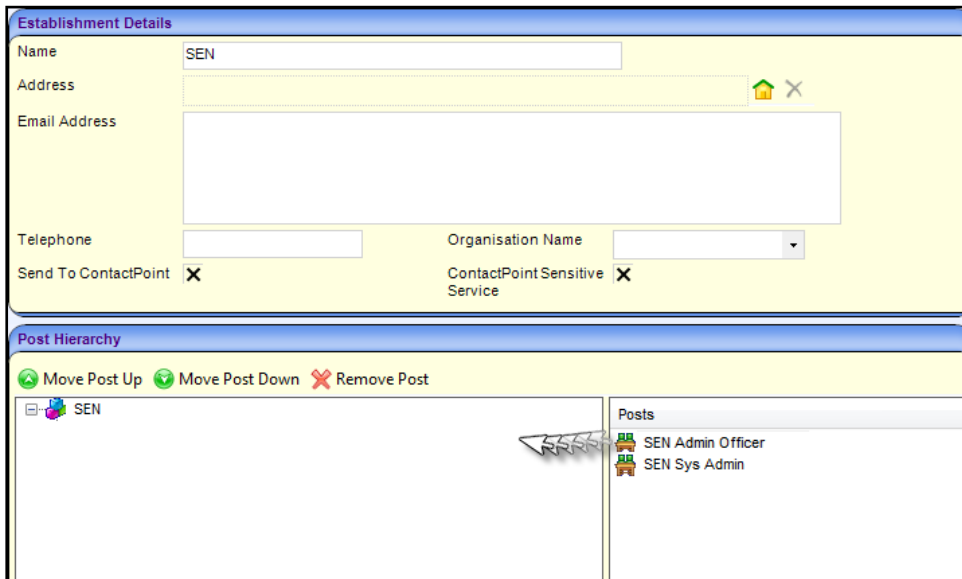 Establishment Details
Name
SEN
Address
Email Address
Telephone
Organisation Name
Send To ContactPoint
ContactPoint Sensitive
Service
Post Hierarchy
Move Post Up Move Post Down Remove Post
SEN
Posts
SEN Admin Officer
SEN Sys Admin